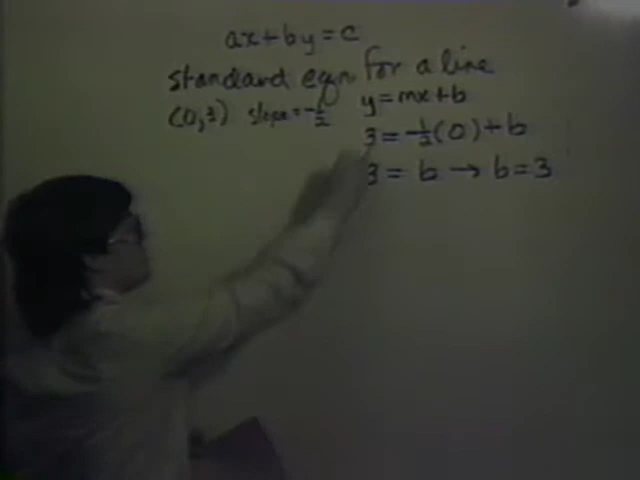 ax+by=c
standard eqn. for a line
(0,3) slope=-1/2 y=mx+b
3=-1/2(0)+b
3=b→b=3